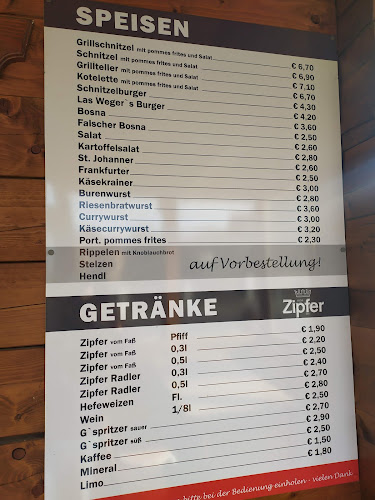 SPEISEN
Grillschnitzel mit pommes frites und Salat € 6,70
Schnitzel mit pommes frites und Salat € 6,90
Grillteller mit pommes frites und Salat € 7,10
Kotelette mit pommes frites und Salat € 6,70
Schnitzelburger € 4,30
Las Weger`s Burger € 4,20
Bosna € 3,60
Falscher Bosna € 2,50
Salat € 2,60
Kartoffelsalat € 2,80
St. Johanner € 2,60
Frankfurter € 2,50
Käsekrainer € 3,00
Burenwurst € 2,80
Riesenbratwurst € 3,60
Currywurst € 3,00
Käsecurrywurst € 3,20
Port. pommes frites € 2,30
Rippelen mit Knoblauchbrot
Stelzen auf Vorbestellung!
Hendl
GETRÄNKE Zipfer
Zipfer vom Faß Pfiff € 1,90
Zipfer vom Faß 0,3l € 2,20
Zipfer vom Faß 0,5l € 2,50
Zipfer Radler 0,3l € 2,40
Zipfer Radler 0,5l € 2,70
Hefeweizen Fl. € 2,80
Wein 1/8l € 2,50
G`spritzer sauer € 2,70
G`spritzer süß € 2,90
Kaffee € 2,50
Mineral € 1,50
Limo € 1,80
bitte bei der Bedienung einholen - vielen Dank